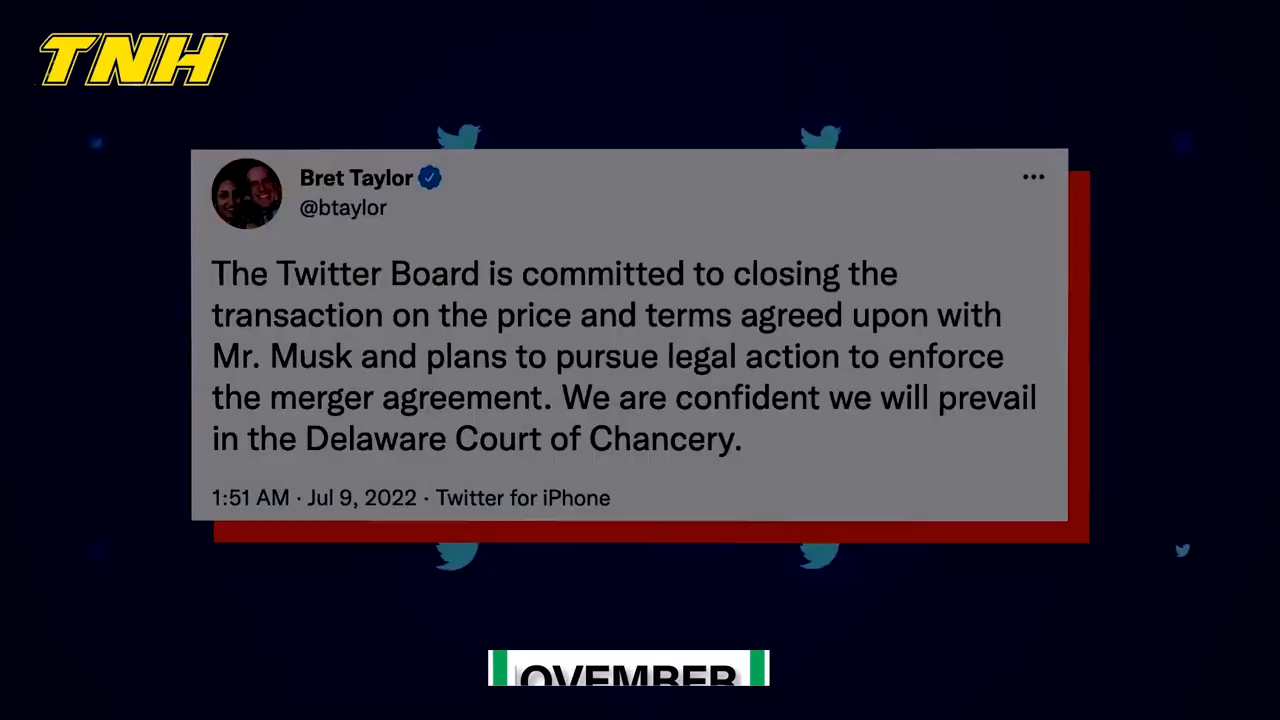 TNH
Bret Taylor
@btaylor
The Twitter Board is committed to closing the
transaction on the price and terms agreed upon with
Mr. Musk and plans to pursue legal action to enforce
the merger agreement. We are confident we will prevail
in the Delaware Court of Chancery.
1:51 AM · Jul 9, 2022 · Twitter for iPhone
OVEMBER